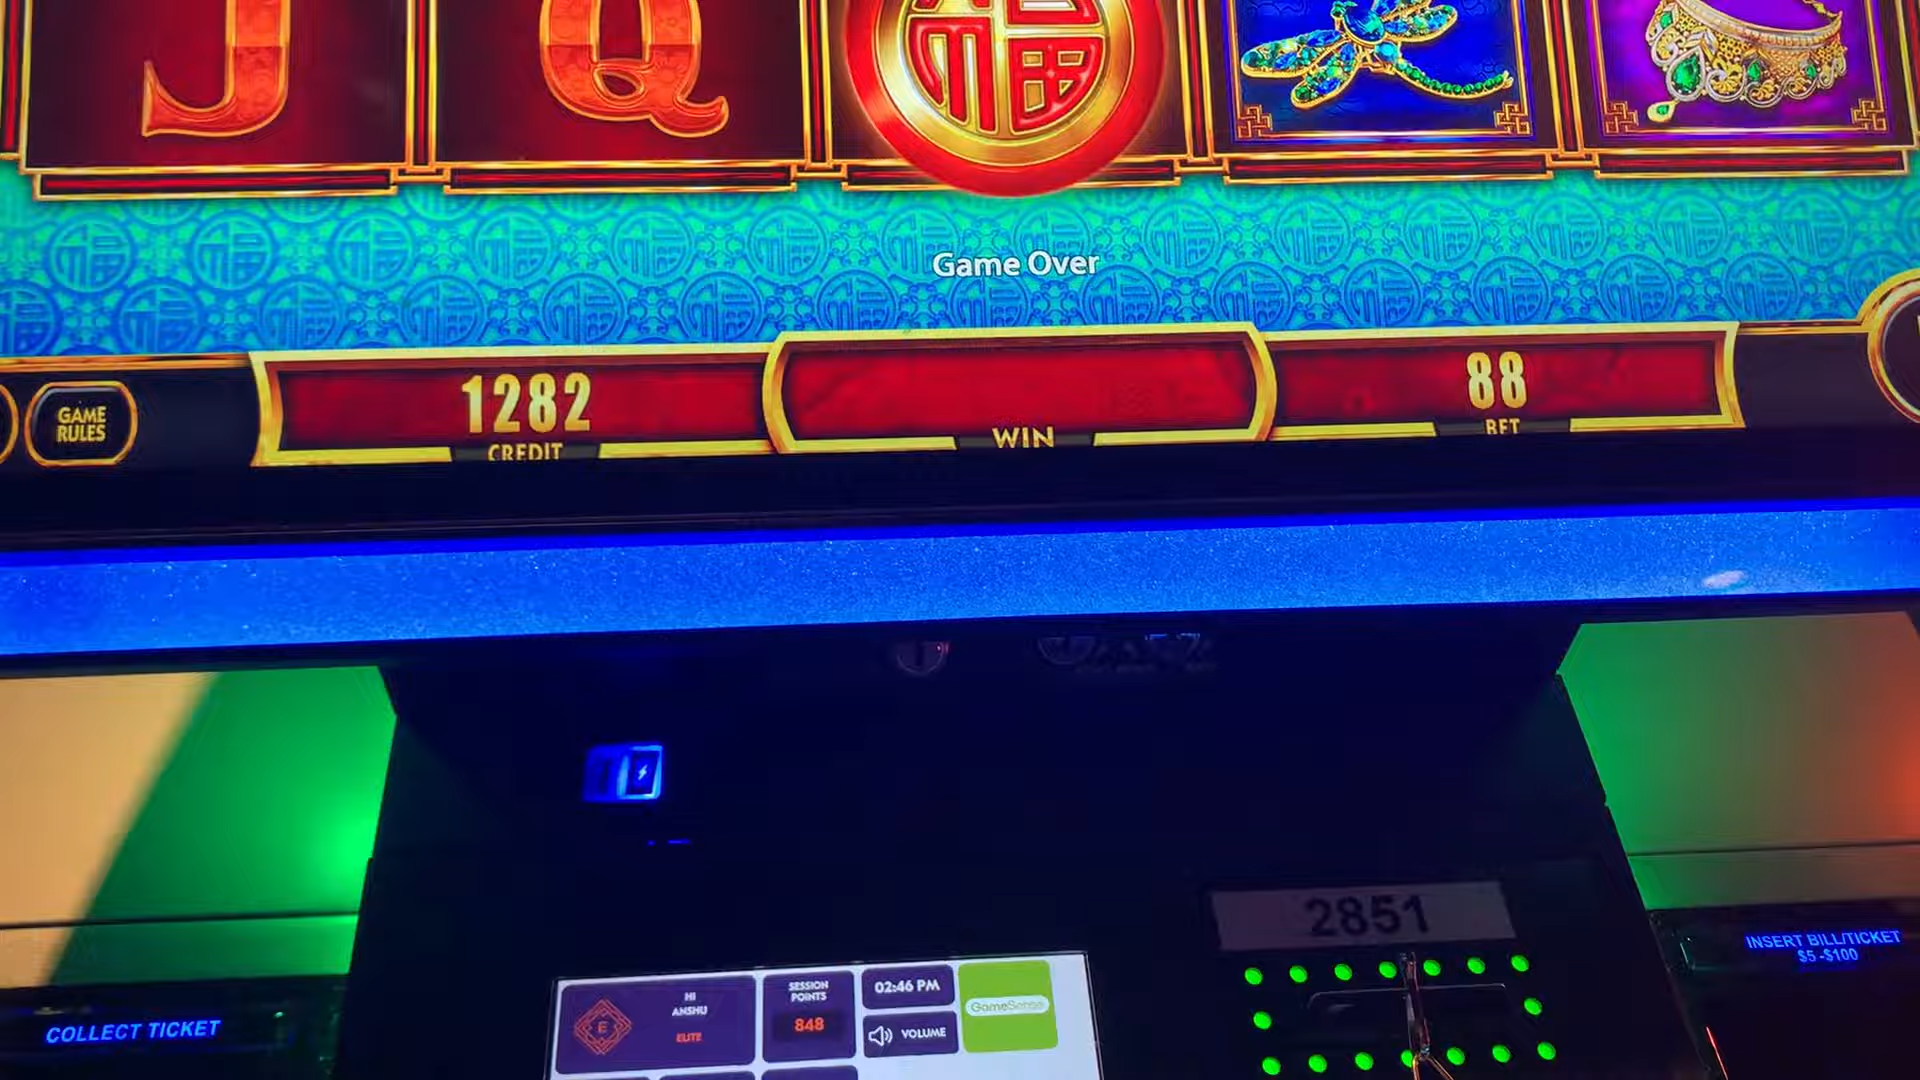 J Q 福
Game Over
GAME
RULES
1282
CREDIT
WIN
88
BET
2851
INSERT BILL/TICKET
$5-$100
COLLECT TICKET
E
HI
ANSHU
ELITE
SESSION
POINTS
848
02:46 PM
VOLUME
GameSense